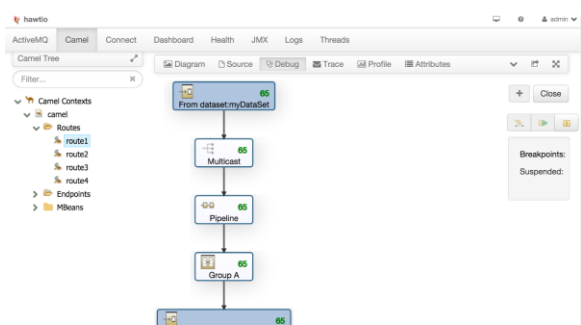 hawtio
admin
ActiveMQ Camel Connect Dashboard Health JMX Logs Threads
Camel Tree
Diagram Source Debug Trace Profile Attributes
Filter...
Camel Contexts
camel
Routes
route1
route2
route3
route4
Endpoints
MBeans
65
From dataset:myDataSet
65
Multicast
65
Pipeline
65
Group A
65
Close
Breakpoints:
Suspended: